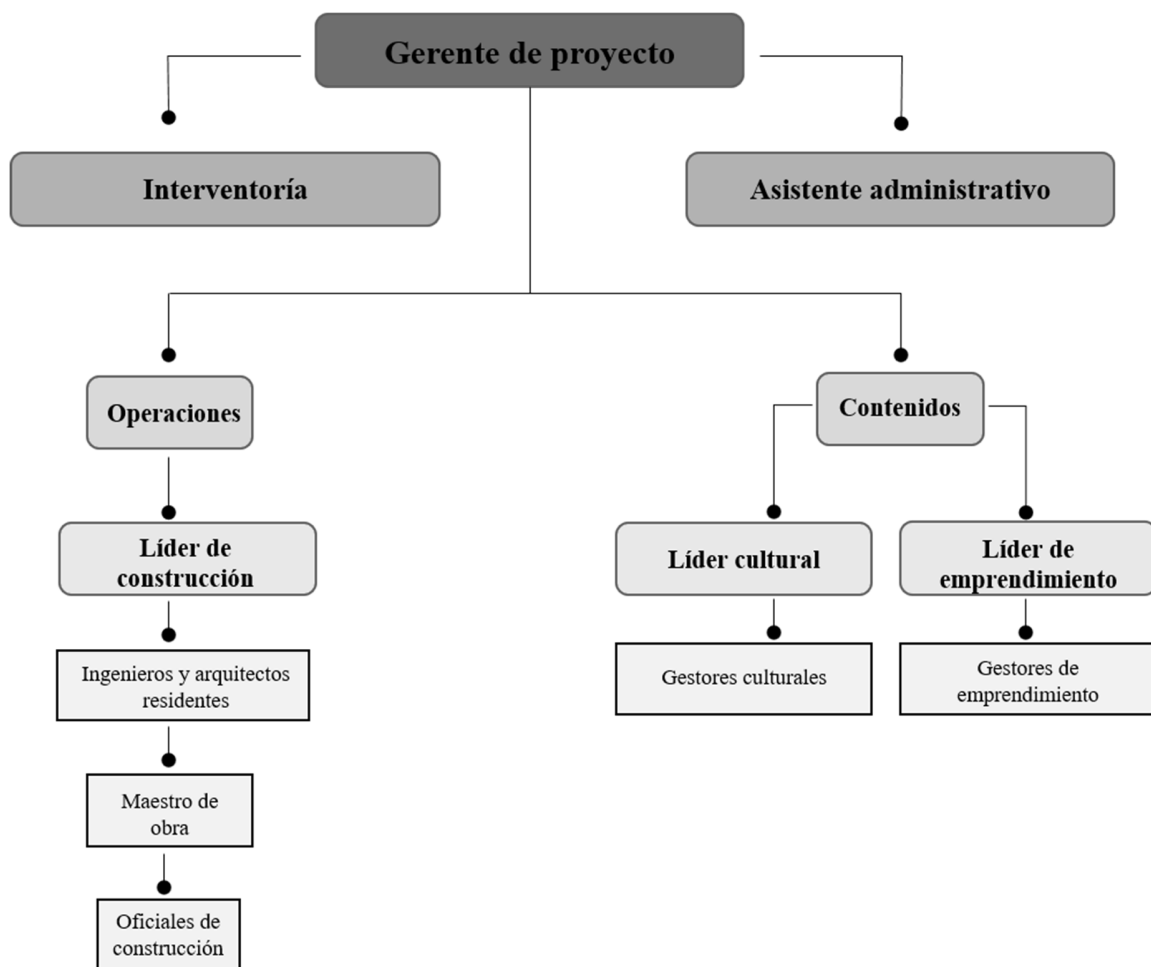 Gerente de proyecto
Interventoría
Asistente administrativo
Operaciones
Contenidos
Líder de
construcción
Líder cultural
Líder de
emprendimiento
Ingenieros y arquitectos
residentes
Gestores culturales
Gestores de
emprendimiento
Maestro de
obra
Oficiales de
construcción